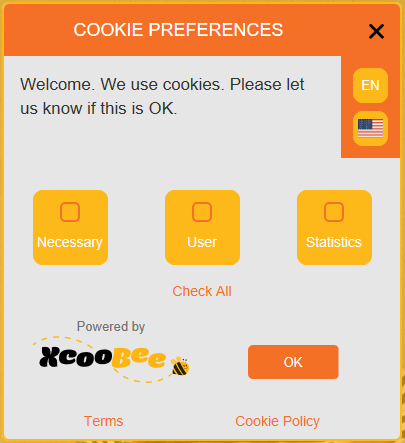 COOKIE PREFERENCES
Welcome. We use cookies. Please let
us know if this is OK.
EN
Necessary
User
Statistics
Check All
Powered by
XcooBee
OK
Terms
Cookie Policy